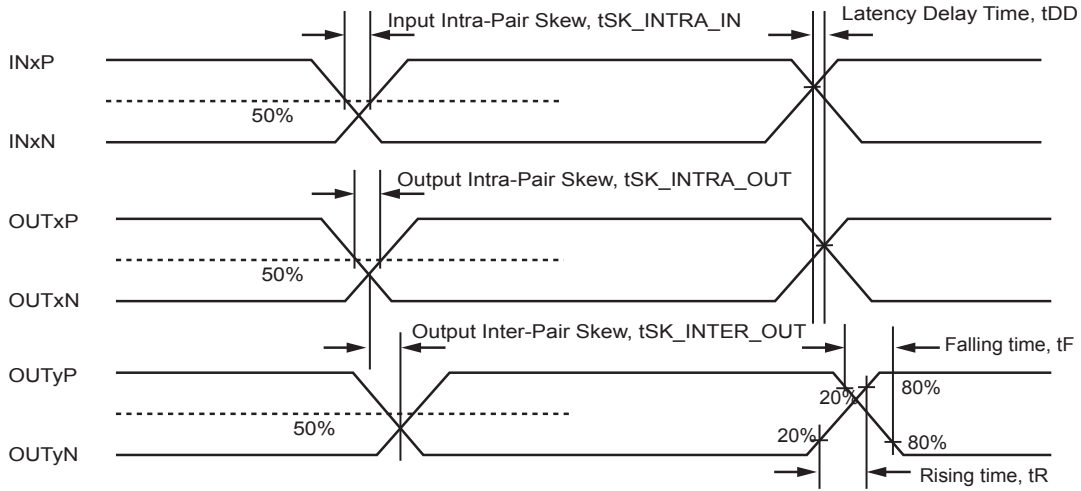 Input Intra-Pair Skew, tSK_INTRA_IN
Latency Delay Time, tDD
INxP
50%
INxN
Output Intra-Pair Skew, tSK_INTRA_OUT
OUTxP
50%
OUTxN
Output Inter-Pair Skew, tSK_INTER_OUT
Falling time, tF
OUTyP
20%
80%
50%
20%
80%
OUTyN
Rising time, tR